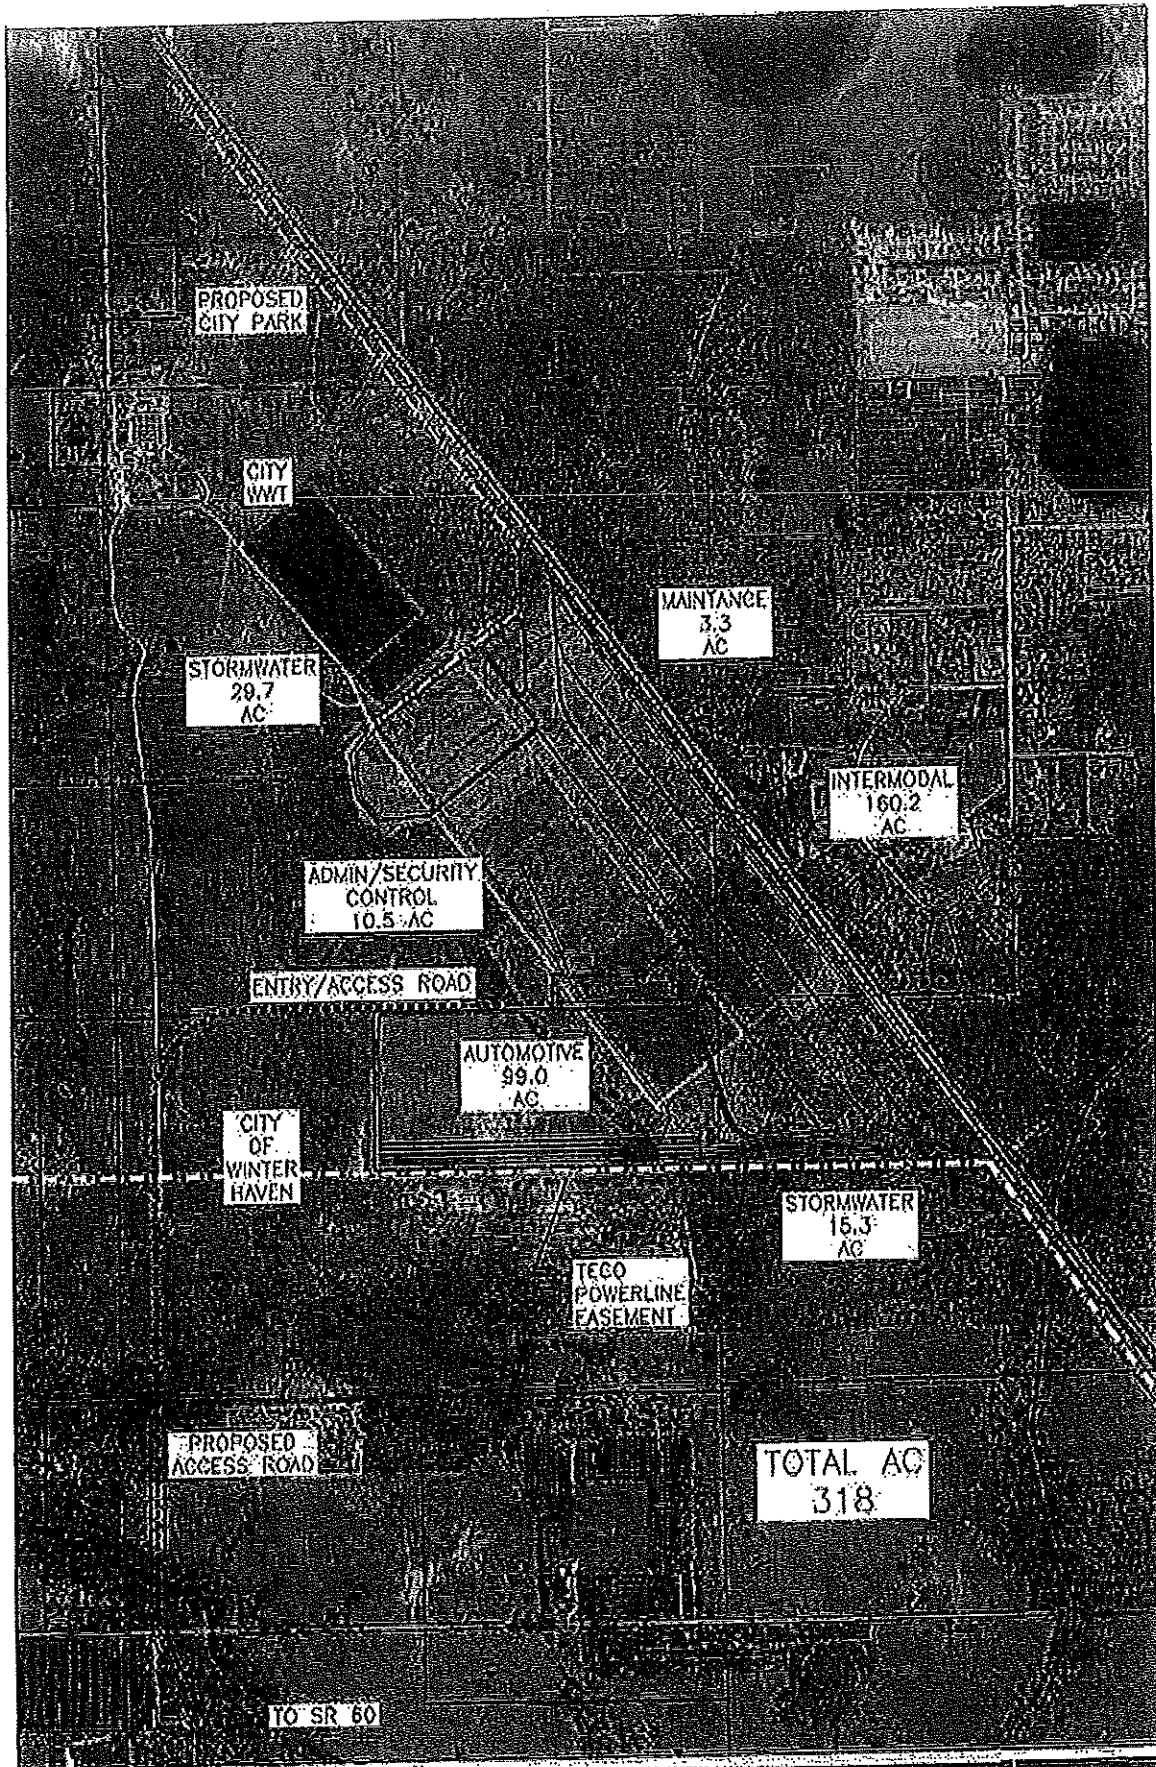 PROPOSED
CITY PARK
CITY
WWT
MAINTANCE
3.3
AC
STORMWATER
29.7
AC
INTERMODAL
160.2
AC
ADMIN/SECURITY
CONTROL
10.5 AC
ENTRY/ACCESS ROAD
AUTOMOTIVE
99.0
AC
CITY
OF
WINTER
HAVEN
STORMWATER
15.3
AC
TECO
POWERLINE
EASEMENT
PROPOSED
ACCESS ROAD
TOTAL AC
318
TO SR 60